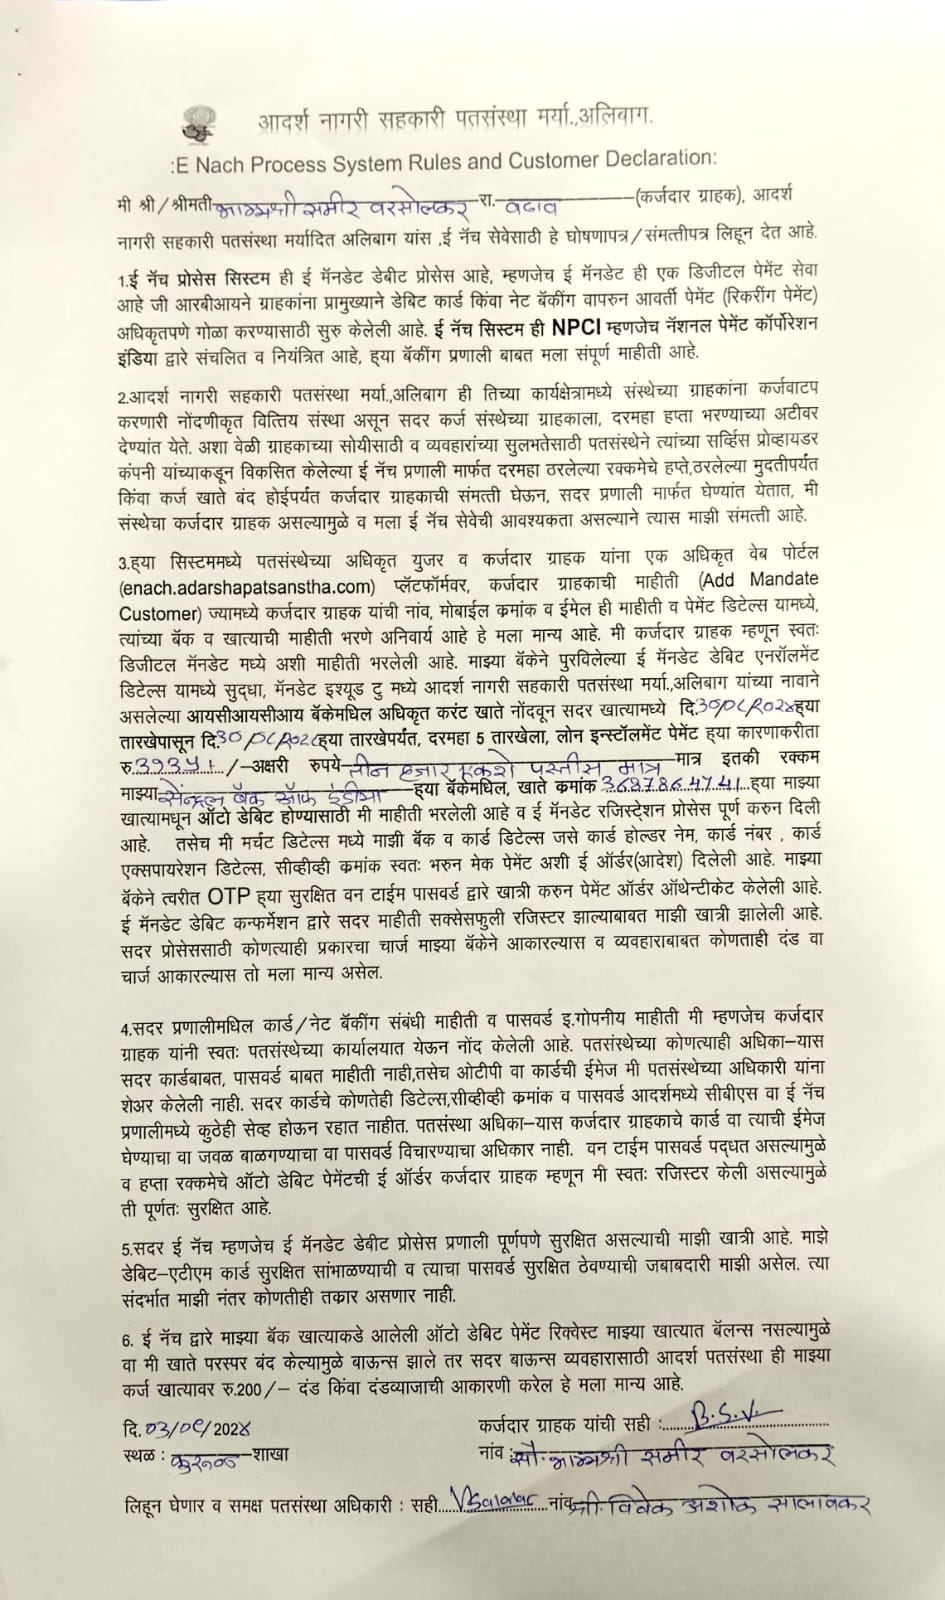 आदर्श नागरी सहकारी पतसंस्था मर्या.,अलिबाग.
:E Nach Process System Rules and Customer Declaration:
मी श्री/श्रीमती भाग्यश्री समीर वरसोलकर रा. वढाव (कर्जदार ग्राहक), आदर्श
नागरी सहकारी पतसंस्था मर्यादित अलिबाग यांस ,ई नॅच सेवेसाठी हे घोषणापत्र/संमत्तीपत्र लिहून देत आहे.
1.ई नॅच प्रोसेस सिस्टम ही ई मॅनडेट डेबीट प्रोसेस आहे, म्हणजेच ई मॅनडेट ही एक डिजीटल पेमेंट सेवा
आहे जी आरबीआयने ग्राहकांना प्रामुख्याने डेबिट कार्ड किंवा नेट बॅकींग वापरुन आवर्ती पेमेंट (रिकरींग पेमेंट)
अधिकृतपणे गोळा करण्यासाठी सुरु केलेली आहे. ई नॅच सिस्टम ही NPCI म्हणजेच नॅशनल पेमेंट कॉर्पोरेशन
इंडिया द्वारे संचलित व नियंत्रित आहे, ह्या बॅकींग प्रणाली बाबत मला संपूर्ण माहीती आहे.
2.आदर्श नागरी सहकारी पतसंस्था मर्या.,अलिबाग ही तिच्या कार्यक्षेत्रामध्ये संस्थेच्या ग्राहकांना कर्जवाटप
करणारी नोंदणीकृत वित्तिय संस्था असून सदर कर्ज संस्थेच्या ग्राहकाला, दरमहा हप्ता भरण्याच्या अटीवर
देण्यांत येते. अशा वेळी ग्राहकाच्या सोयीसाठी व व्यवहारांच्या सुलभतेसाठी पतसंस्थेने त्यांच्या सर्व्हिस प्रोव्हायडर
कंपनी यांच्याकडून विकसित केलेल्या ई नॅच प्रणाली मार्फत दरमहा ठरलेल्या रक्कमेचे हप्ते,ठरलेल्या मुदतीपर्यंत
किंवा कर्ज खाते बंद होईपर्यंत कर्जदार ग्राहकाची संमत्ती घेऊन, सदर प्रणाली मार्फत घेण्यांत येतात, मी
संस्थेचा कर्जदार ग्राहक असल्यामुळे व मला ई नॅच सेवेची आवश्यकता असल्याने त्यास माझी संमत्ती आहे.
3.ह्या सिस्टममध्ये पतसंस्थेच्या अधिकृत युजर व कर्जदार ग्राहक यांना एक अधिकृत वेब पोर्टल
(enach.adarshapatsanstha.com) प्लॅटफॉर्मवर, कर्जदार ग्राहकाची माहीती (Add Mandate
Customer) ज्यामध्ये कर्जदार ग्राहक यांची नांव, मोबाईल क्रमांक व ईमेल ही माहीती व पेमेंट डिटेल्स यामध्ये,
त्यांच्या बॅक व खात्याची माहीती भरणे अनिवार्य आहे हे मला मान्य आहे. मी कर्जदार ग्राहक म्हणून स्वतः
डिजीटल मॅनडेट मध्ये अशी माहीती भरलेली आहे. माझ्या बॅकेने पुरविलेल्या ई मॅनडेट डेबिट एनरॉलमेंट
डिटेल्स यामध्ये सुद्धा, मॅनडेट इश्यूड टु मध्ये आदर्श नागरी सहकारी पतसंस्था मर्या.,अलिबाग यांच्या नावाने
असलेल्या आयसीआयसीआय बॅकेमधिल अधिकृत करंट खाते नोंदवून सदर खात्यामध्ये दि. ह्या
तारखेपासून दि. ह्या तारखेपर्यंत, दरमहा 5 तारखेला, लोन इन्स्टॉलमेंट पेमेंट ह्या कारणाकरीता
रु. /-अक्षरी रुपये तीन हजार एकशे पस्तीस मात्र मात्र इतकी रक्कम
माझ्या सेंन्ट्रल बॅक ऑफ इंडीया ह्या बॅकेमधिल, खाते क्रमांक 3687864741 ह्या माझ्या
खात्यामधून ऑटो डेबिट होण्यासाठी मी माहीती भरलेली आहे व ई मॅनडेट रजिस्ट्रेशन प्रोसेस पूर्ण करुन दिली
आहे. तसेच मी मर्चंट डिटेल्स मध्ये माझी बॅक व कार्ड डिटेल्स जसे कार्ड होल्डर नेम, कार्ड नंबर , कार्ड
एक्सपायरेशन डिटेल्स, सीव्हीव्ही क्रमांक स्वतः भरुन मेक पेमेंट अशी ई ऑर्डर(आदेश) दिलेली आहे. माझ्या
बॅकेने त्वरीत OTP ह्या सुरक्षित वन टाईम पासवर्ड द्वारे खात्री करुन पेमेंट ऑर्डर ऑथेन्टीकेट केलेली आहे.
ई मॅनडेट डेबिट कन्फर्मेशन द्वारे सदर माहीती सक्सेसफुली रजिस्टर झाल्याबाबत माझी खात्री झालेली आहे.
सदर प्रोसेससाठी कोणत्याही प्रकारचा चार्ज माझ्या बॅकेने आकारल्यास व व्यवहाराबाबत कोणताही दंड वा
चार्ज आकारल्यास तो मला मान्य असेल.
4.सदर प्रणालीमधिल कार्ड/नेट बॅकींग संबंधी माहीती व पासवर्ड इ.गोपनीय माहीती मी म्हणजेच कर्जदार
ग्राहक यांनी स्वतः पतसंस्थेच्या कार्यालयात येऊन नोंद केलेली आहे. पतसंस्थेच्या कोणत्याही अधिका-यास
सदर कार्डबाबत, पासवर्ड बाबत माहीती नाही,तसेच ओटीपी वा कार्डची ईमेज मी पतसंस्थेच्या अधिकारी यांना
शेअर केलेली नाही. सदर कार्डचे कोणतेही डिटेल्स,सीव्हीव्ही क्रमांक व पासवर्ड आदर्शमध्ये सीबीएस वा ई नॅच
प्रणालीमध्ये कुठेही सेव्ह होऊन रहात नाहीत. पतसंस्था अधिका-यास कर्जदार ग्राहकाचे कार्ड वा त्याची ईमेज
घेण्याचा वा जवळ बाळगण्याचा वा पासवर्ड विचारण्याचा अधिकार नाही. वन टाईम पासवर्ड पद्धत असल्यामुळे
व हप्ता रक्कमेचे ऑटो डेबिट पेमेंटची ई ऑर्डर कर्जदार ग्राहक म्हणून मी स्वतः रजिस्टर केली असल्यामुळे
ती पूर्णतः सुरक्षित आहे.
5.सदर ई नॅच म्हणजेच ई मॅनडेट डेबीट प्रोसेस प्रणाली पूर्णपणे सुरक्षित असल्याची माझी खात्री आहे. माझे
डेबिट-एटीएम कार्ड सुरक्षित सांभाळण्याची व त्याचा पासवर्ड सुरक्षित ठेवण्याची जबाबदारी माझी असेल. त्या
संदर्भात माझी नंतर कोणतीही तक्रार असणार नाही.
6. ई नॅच द्वारे माझ्या बॅक खात्याकडे आलेली ऑटो डेबिट पेमेंट रिक्वेस्ट माझ्या खात्यात बॅलन्स नसल्यामुळे
वा मी खाते परस्पर बंद केल्यामुळे बाऊन्स झाले तर सदर बाऊन्स व्यवहारासाठी आदर्श पतसंस्था ही माझ्या
कर्ज खात्यावर रु.200/- दंड किंवा दंडव्याजाची आकारणी करेल हे मला मान्य आहे.
दि. 03/09/2024 कर्जदार ग्राहक यांची सही : B.S.V.
स्थळ : शाखा नांव : सौ. भाग्यश्री समीर वरसोलकर
लिहून घेणार व समक्ष पतसंस्था अधिकारी : सही नांव श्री. विवेक अशोक सालावकर